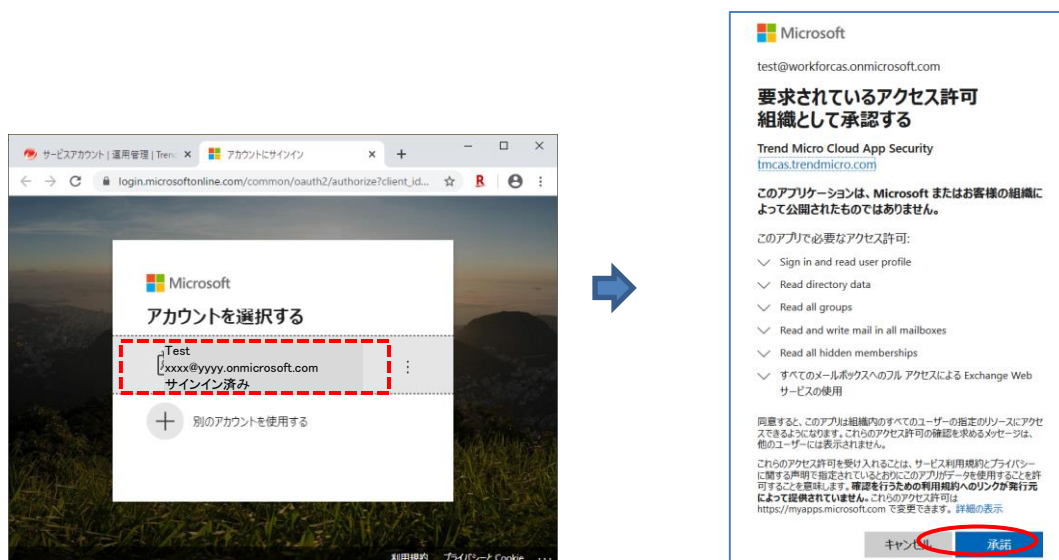 サービスアカウント | 運用管理 | Tren
アカウントにサインイン
login.microsoftonline.com/common/oauth2/authorize?client_id...
R
Microsoft
アカウントを選択する
Test
xxxx@yyyy.onmicrosoft.com
サインイン済み
別のアカウントを使用する
利用規約 プライバシーと Cookie ...
Microsoft
test@workforcas.onmicrosoft.com
要求されているアクセス許可
組織として承認する
Trend Micro Cloud App Security
tmcas.trendmicro.com
このアプリケーションは、Microsoft またはお客様の組織に
よって公開されたものではありません。
このアプリで必要なアクセス許可:
Sign in and read user profile
Read directory data
Read all groups
Read and write mail in all mailboxes
Read all hidden memberships
すべてのメールボックスへのフル アクセスによる Exchange Web
サービスの使用
同意すると、このアプリは組織内のすべてのユーザーの指定のリソースにアクセ
スできるようになります。これらのアクセス許可の確認を求めるメッセージは、
他のユーザーには表示されません。
これらのアクセス許可を受け入れることは、サービス利用規約とプライバシー
に関する声明で指定されているとおりにこのアプリがデータを使用することを許
可することを意味します。確認を行うための利用規約へのリンクが発行元
によって提供されていません。これらのアクセス許可は
https://myapps.microsoft.com で変更できます。詳細の表示
キャンセル 承諾